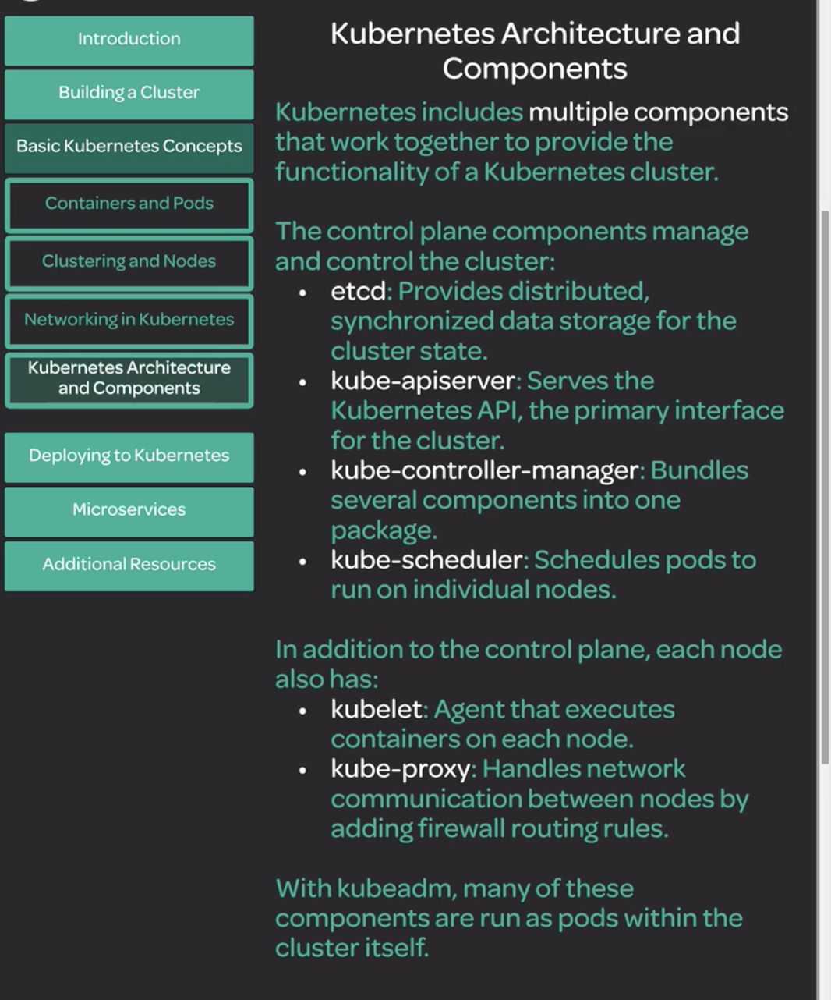 Introduction
Building a Cluster
Basic Kubernetes Concepts
Containers and Pods
Clustering and Nodes
Networking in Kubernetes
Kubernetes Architecture
and Components
Deploying to Kubernetes
Microservices
Additional Resources
Kubernetes Architecture and
Components
Kubernetes includes multiple components
that work together to provide the
functionality of a Kubernetes cluster.
The control plane components manage
and control the cluster:
• etcd: Provides distributed,
synchronized data storage for the
cluster state.
• kube-apiserver: Serves the
Kubernetes API, the primary interface
for the cluster.
• kube-controller-manager: Bundles
several components into one
package.
• kube-scheduler: Schedules pods to
run on individual nodes.
In addition to the control plane, each node
also has:
• kubelet: Agent that executes
containers on each node.
• kube-proxy: Handles network
communication between nodes by
adding firewall routing rules.
With kubeadm, many of these
components are run as pods within the
cluster itself.